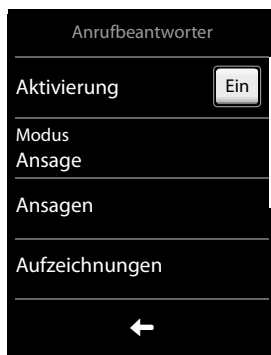 Anrufbeantworter
Aktivierung Ein
Modus
Ansage
Ansagen
Aufzeichnungen